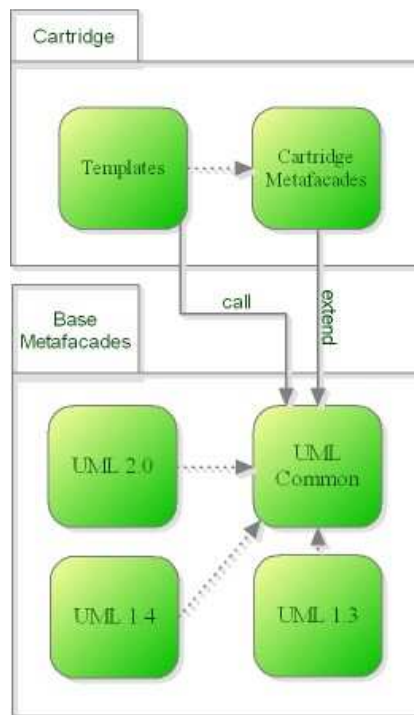 Cartridge
Templates
Cartridge
Metafacades
call
extend
Base
Metafacades
UML 2.0
UML
Common
UML 1.4
UML 1.3